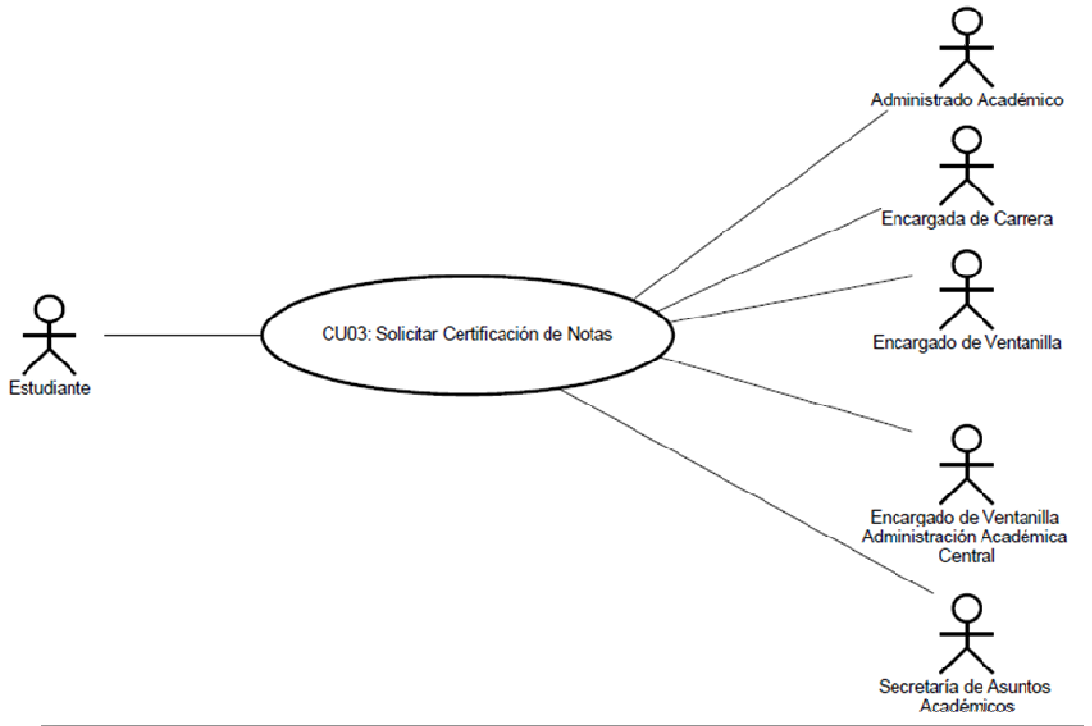 Administrado Académico
Encargada de Carrera
Encargado de Ventanilla
CU03: Solicitar Certificación de Notas
Estudiante
Encargado de Ventanilla
Administración Académica
Central
Secretaría de Asuntos
Académicos